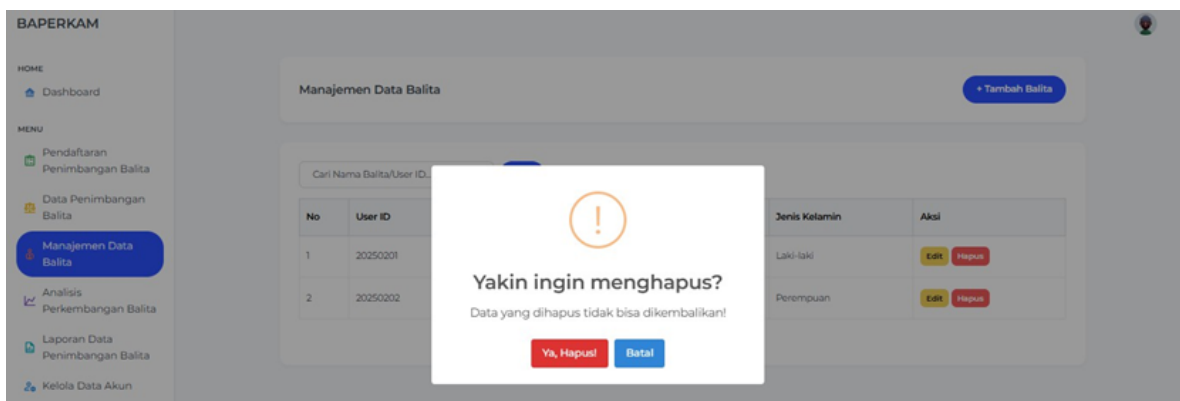 BAPERKAM
HOME
Dashboard
MENU
Pendaftaran
Penimbangan Balita
Data Penimbangan
Balita
Manajemen Data
Balita
Analisis
Perkembangan Balita
Laporan Data
Penimbangan Balita
Kelola Data Akun
Manajemen Data Balita
+ Tambah Balita
Cari Nama Balita/User ID...
No User ID Jenis Kelamin Aksi
1 20250201 Laki-laki Edit Hapus
2 20250202 Perempuan Edit Hapus
!
Yakin ingin menghapus?
Data yang dihapus tidak bisa dikembalikan!
Ya, Hapus! Batal